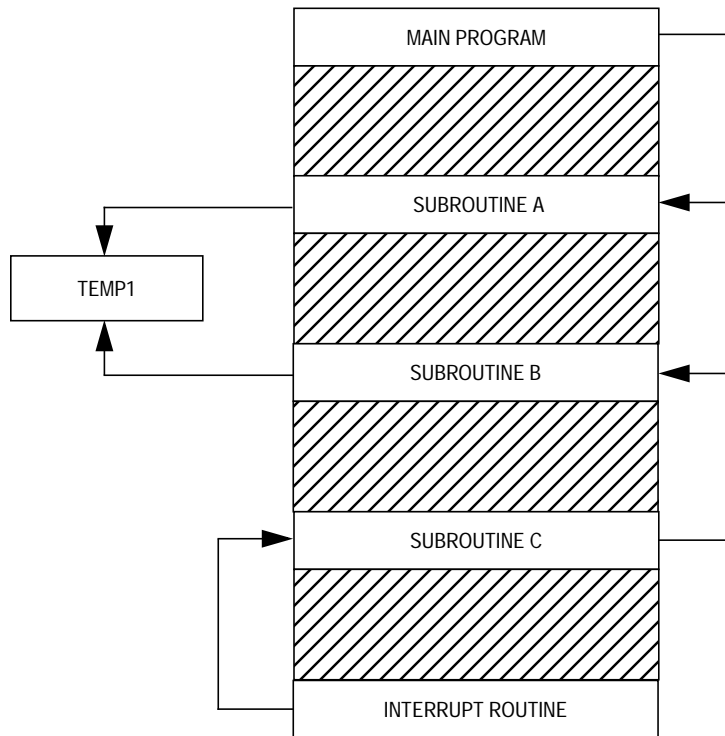 MAIN PROGRAM
SUBROUTINE A
TEMP1
SUBROUTINE B
SUBROUTINE C
INTERRUPT ROUTINE